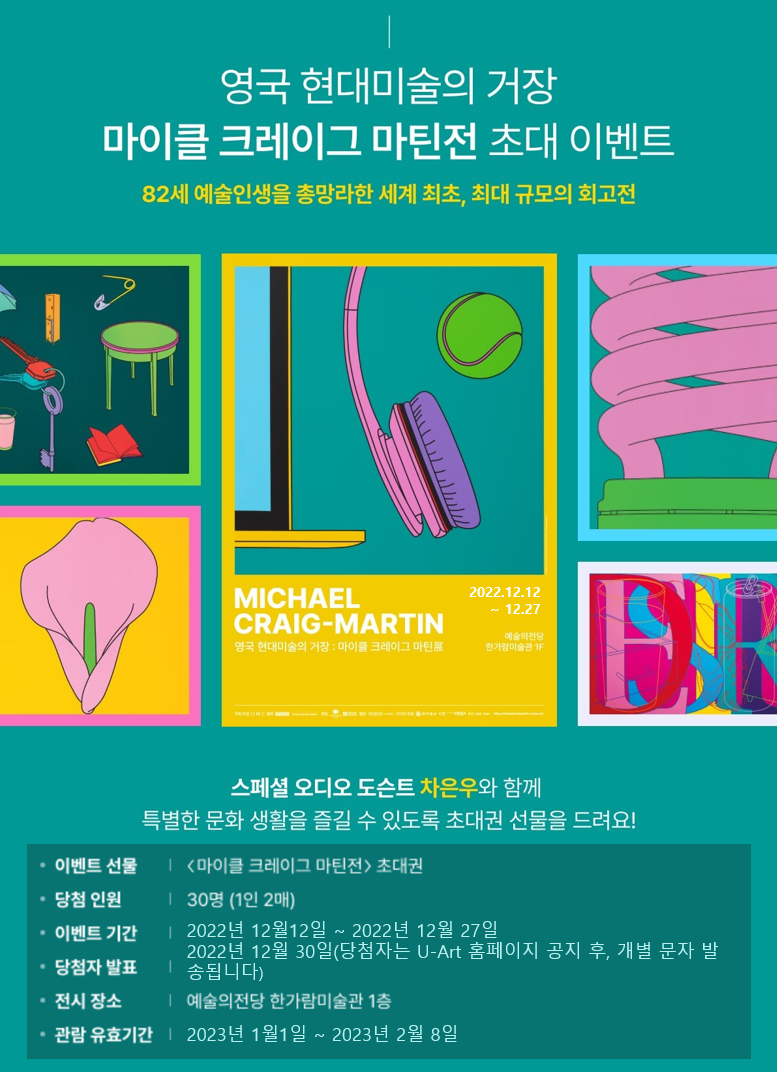 영국 현대미술의 거장
마이클 크레이그 마틴전 초대 이벤트
82세 예술인생을 총망라한 세계 최초, 최대 규모의 회고전
MICHAEL
CRAIG-MARTIN
영국 현대미술의 거장 : 마이클 크레이그 마틴展
2022.12.12
~ 12.27
예술의전당
한가람미술관 1F
스페셜 오디오 도슨트 차은우와 함께
특별한 문화 생활을 즐길 수 있도록 초대권 선물을 드려요!
• 이벤트 선물 | <마이클 크레이그 마틴전> 초대권
• 당첨 인원 | 30명 (1인 2매)
• 이벤트 기간 | 2022년 12월12일 ~ 2022년 12월 27일
• 당첨자 발표 | 2022년 12월 30일(당첨자는 U-Art 홈페이지 공지 후, 개별 문자 발
송됩니다)
• 전시 장소 | 예술의전당 한가람미술관 1층
• 관람 유효기간 | 2023년 1월1일 ~ 2023년 2월 8일